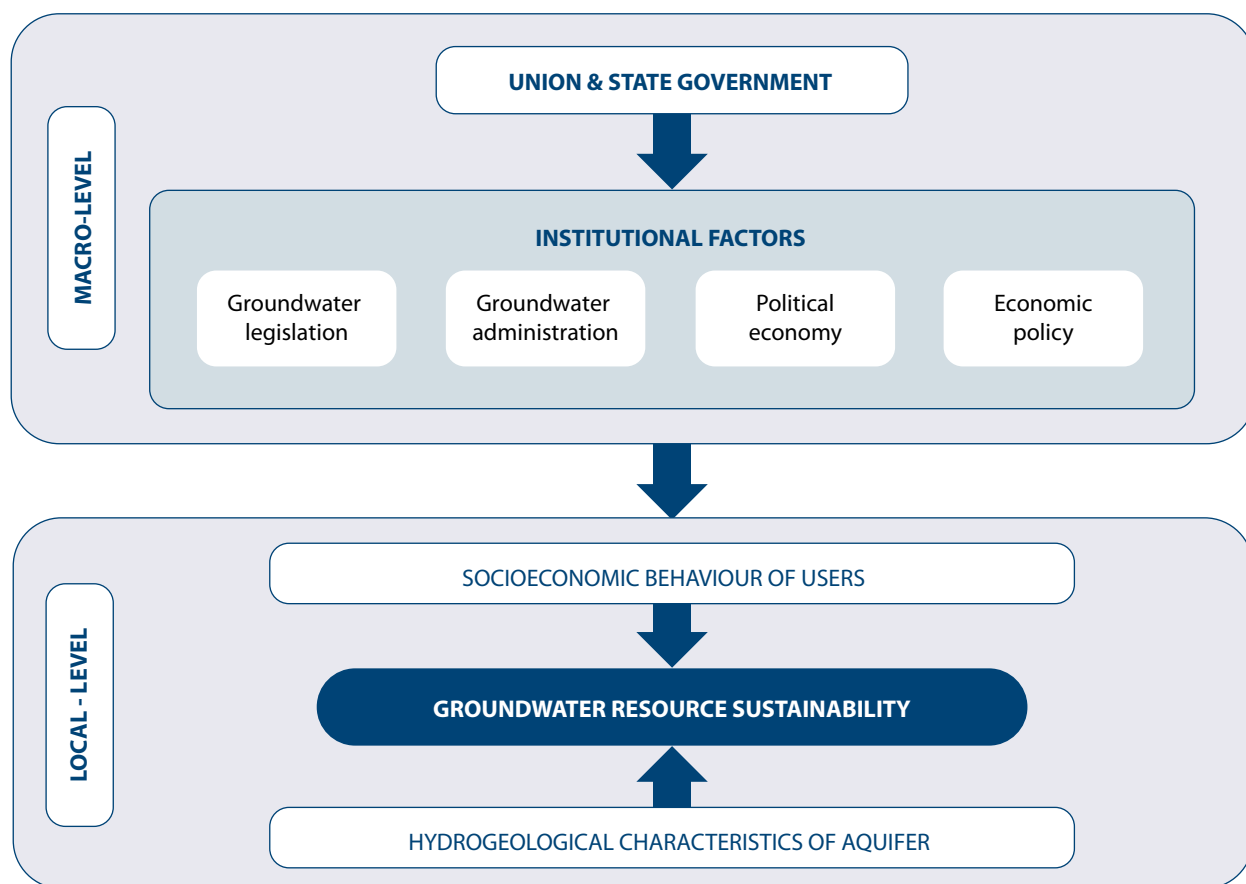 UNION & STATE GOVERNMENT
MACRO-LEVEL
INSTITUTIONAL FACTORS
Groundwater
legislation
Groundwater
administration
Political
economy
Economic
policy
SOCIOECONOMIC BEHAVIOUR OF USERS
LOCAL - LEVEL
GROUNDWATER RESOURCE SUSTAINABILITY
HYDROGEOLOGICAL CHARACTERISTICS OF AQUIFER